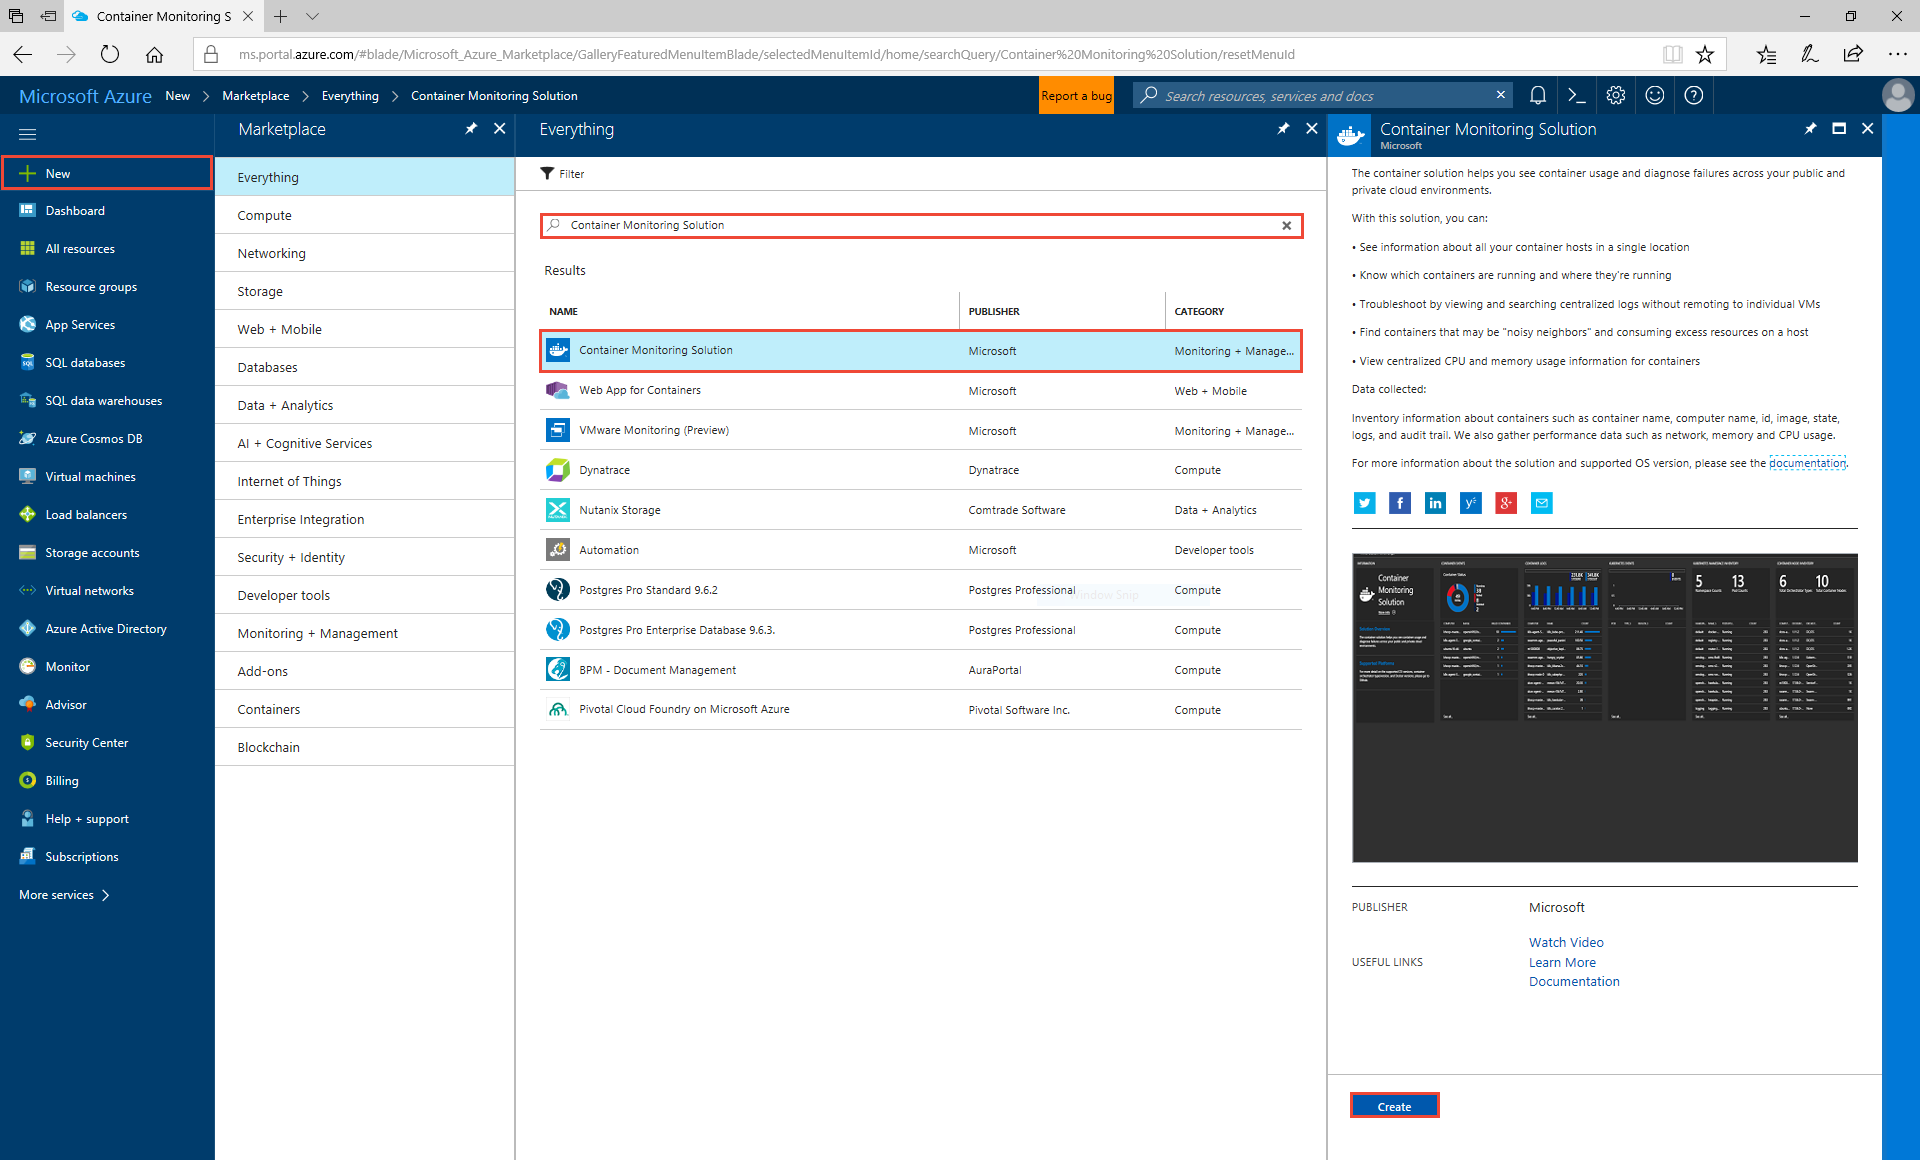 Container Monitoring S
ms.portal.azure.com/#blade/Microsoft_Azure_Marketplace/GalleryFeaturedMenuItemBlade/selectedMenuItemId/home/searchQuery/Container%20Monitoring%20Solution/resetMenuId
Microsoft Azure New > Marketplace > Everything > Container Monitoring Solution
Report a bug
Search resources, services and docs
New
Dashboard
All resources
Resource groups
App Services
SQL databases
SQL data warehouses
Azure Cosmos DB
Virtual machines
Load balancers
Storage accounts
Virtual networks
Azure Active Directory
Monitor
Advisor
Security Center
Billing
Help + support
Subscriptions
More services >
Marketplace
Everything
Compute
Networking
Storage
Web + Mobile
Databases
Data + Analytics
AI + Cognitive Services
Internet of Things
Enterprise Integration
Security + Identity
Developer tools
Monitoring + Management
Add-ons
Containers
Blockchain
Everything
Filter
Container Monitoring Solution
Results
NAME PUBLISHER CATEGORY
Container Monitoring Solution Microsoft Monitoring + Manage...
Web App for Containers Microsoft Web + Mobile
VMware Monitoring (Preview) Microsoft Monitoring + Manage...
Dynatrace Dynatrace Compute
Nutanix Storage Comtrade Software Data + Analytics
Automation Microsoft Developer tools
Postgres Pro Standard 9.6.2 Postgres Professional Compute
Window Snip
Postgres Pro Enterprise Database 9.6.3. Postgres Professional Compute
BPM - Document Management AuraPortal Compute
Pivotal Cloud Foundry on Microsoft Azure Pivotal Software Inc. Compute
Container Monitoring Solution
Microsoft
The container solution helps you see container usage and diagnose failures across your public and
private cloud environments.
With this solution, you can:
• See information about all your container hosts in a single location
• Know which containers are running and where they're running
• Troubleshoot by viewing and searching centralized logs without remoting to individual VMs
• Find containers that may be "noisy neighbors" and consuming excess resources on a host
• View centralized CPU and memory usage information for containers
Data collected:
Inventory information about containers such as container name, computer name, id, image, state,
logs, and audit trail. We also gather performance data such as network, memory and CPU usage.
For more information about the solution and supported OS version, please see the documentation.
Container
Monitoring
Solution
5 13
6 10
PUBLISHER Microsoft
Watch Video
USEFUL LINKS Learn More
Documentation
Create